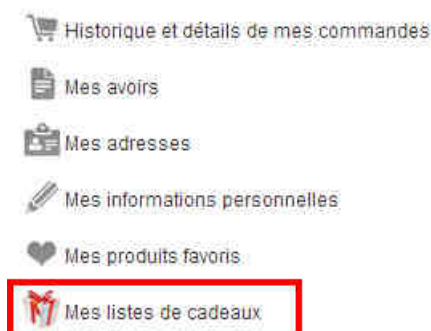 Historique et détails de mes commandes
Mes avoirs
Mes adresses
Mes informations personnelles
Mes produits favoris
Mes listes de cadeaux